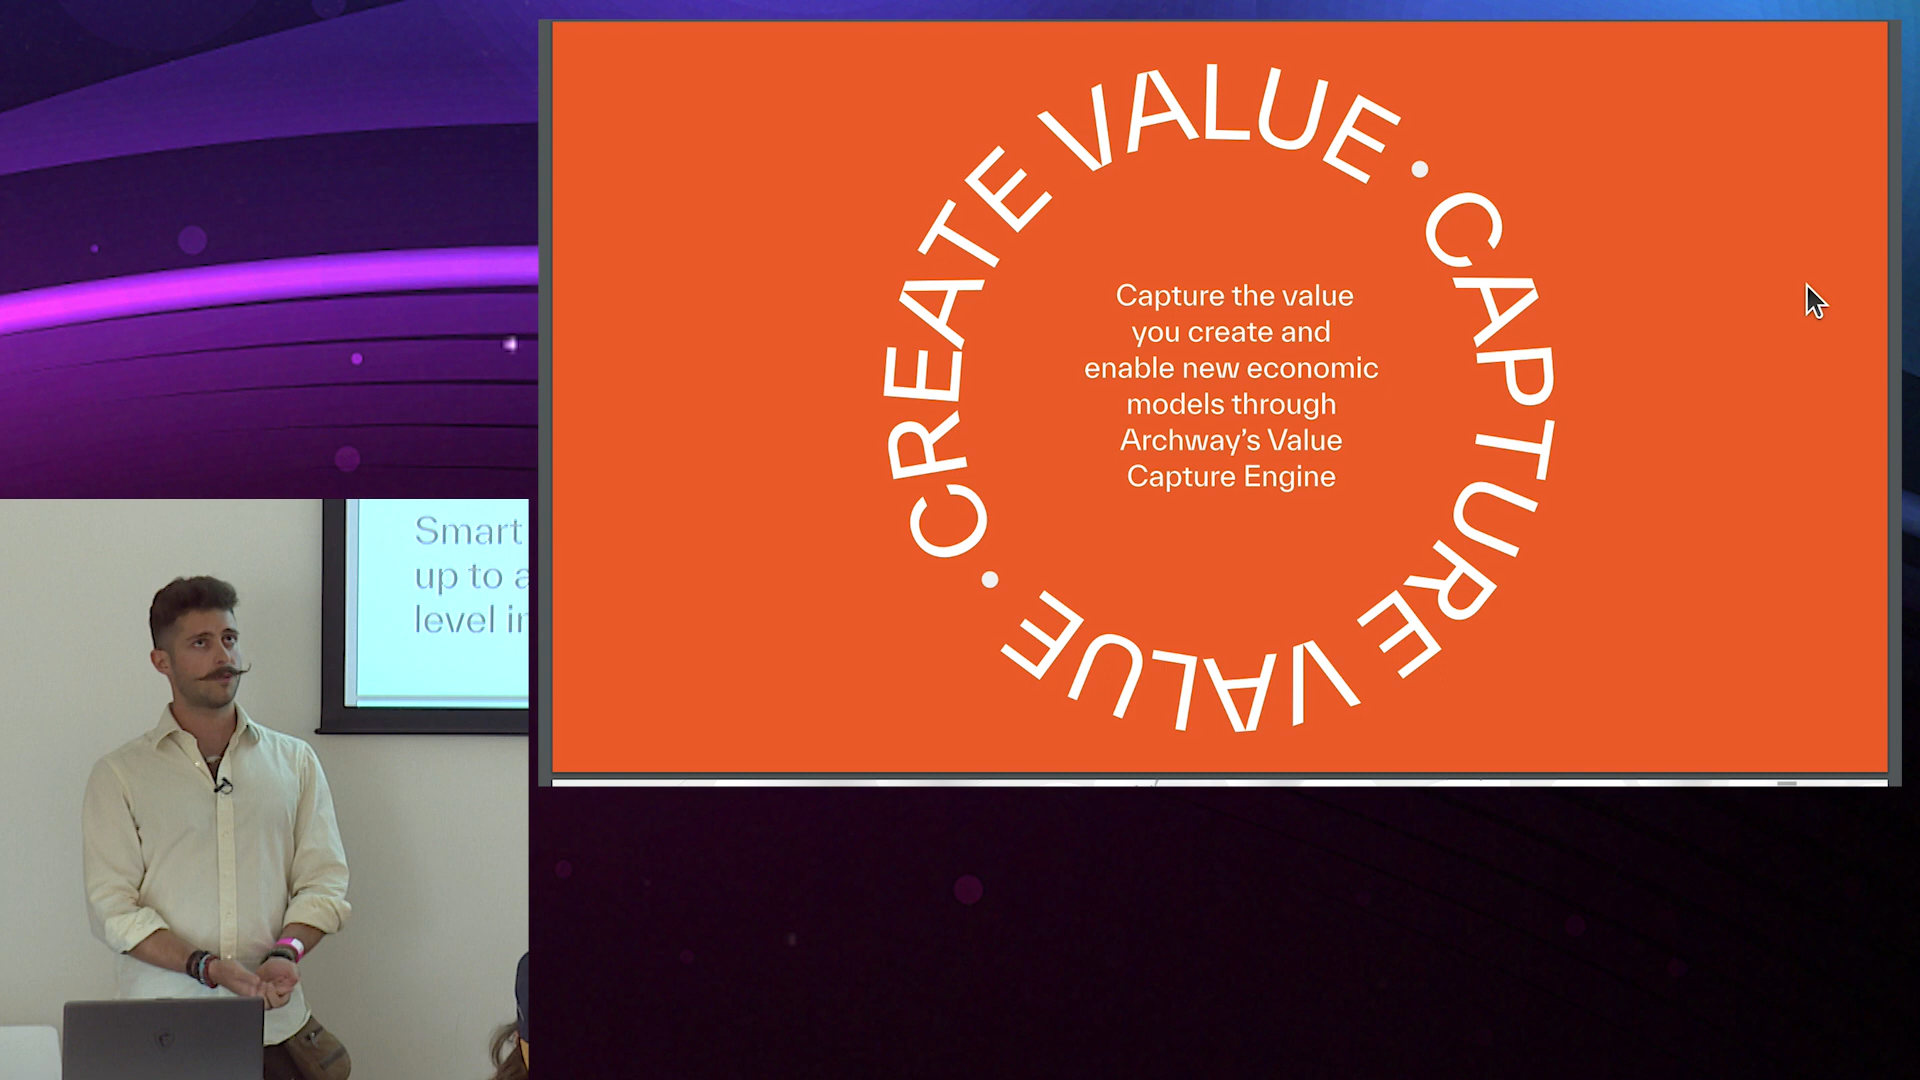 CREATE VALUE • CAPTURE VALUE •
Capture the value
you create and
enable new economic
models through
Archway’s Value
Capture Engine
Smart
up to a
level in